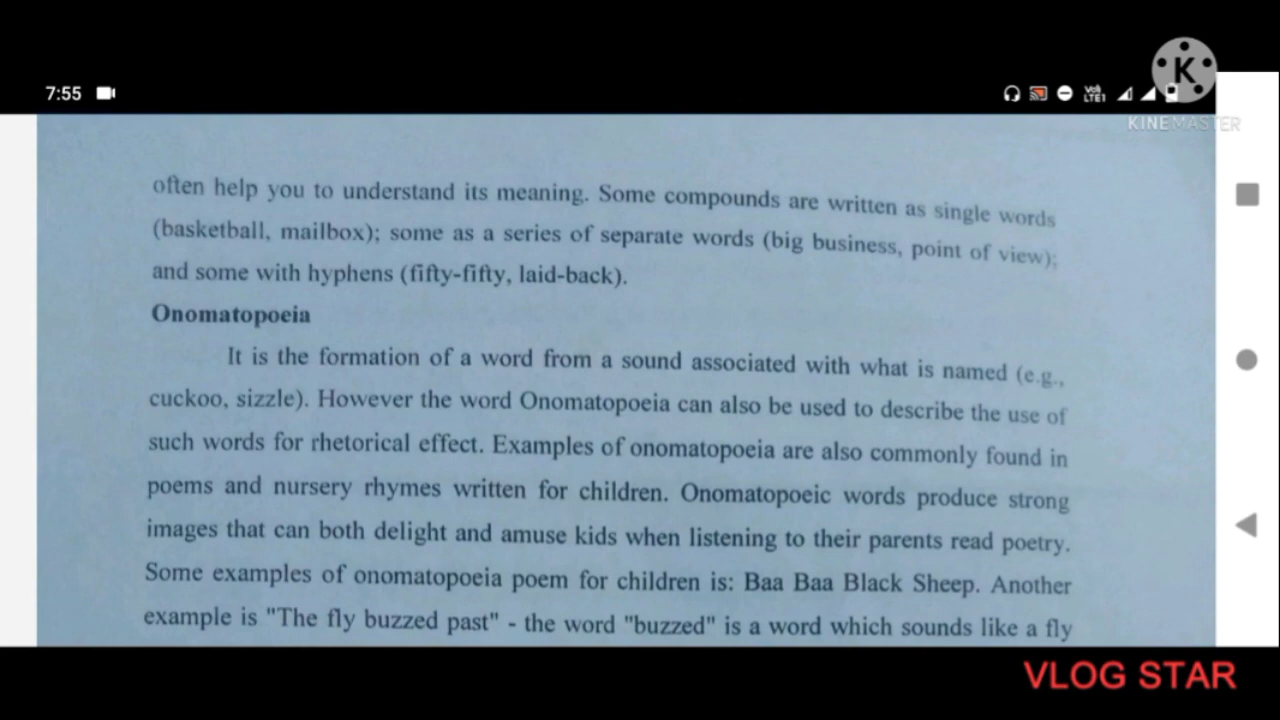 7:55
Vo)
LTE1
K
KINEMASTER
often help you to understand its meaning. Some compounds are written as single words
(basketball, mailbox); some as a series of separate words (big business, point of view);
and some with hyphens (fifty-fifty, laid-back).
Onomatopoeia
It is the formation of a word from a sound associated with what is named (e.g.,
cuckoo, sizzle). However the word Onomatopoeia can also be used to describe the use of
such words for rhetorical effect. Examples of onomatopoeia are also commonly found in
poems and nursery rhymes written for children. Onomatopoeic words produce strong
images that can both delight and amuse kids when listening to their parents read poetry.
Some examples of onomatopoeia poem for children is: Baa Baa Black Sheep. Another
example is "The fly buzzed past" - the word "buzzed" is a word which sounds like a fly
VLOG STAR